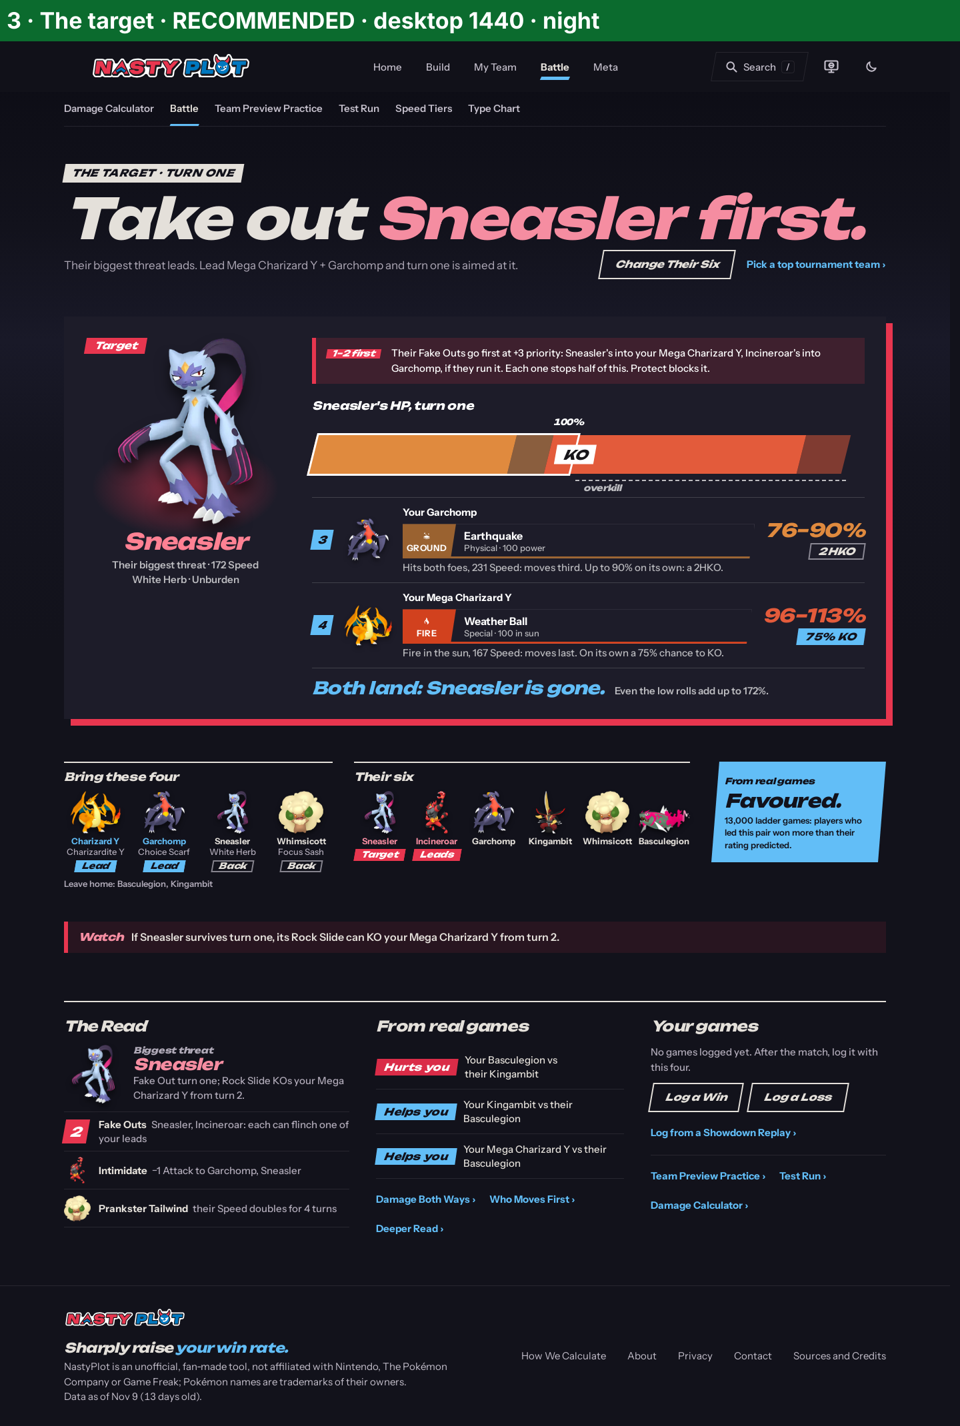 3 · The target · RECOMMENDED · desktop 1440 · night
NASTY PLOT
Home Build My Team Battle Meta
Search /
Damage Calculator Battle Team Preview Practice Test Run Speed Tiers Type Chart
THE TARGET · TURN ONE
Take out Sneasler first.
Their biggest threat leads. Lead Mega Charizard Y + Garchomp and turn one is aimed at it.
Change Their Six
Pick a top tournament team ›
Target
Sneasler
Their biggest threat · 172 Speed
White Herb · Unburden
1–2 first
Their Fake Outs go first at +3 priority: Sneasler's into your Mega Charizard Y, Incineroar's into
Garchomp, if they run it. Each one stops half of this. Protect blocks it.
Sneasler's HP, turn one
100%
KO
overkill
Your Garchomp
3
GROUND
Earthquake
Physical · 100 power
76–90%
2HKO
Hits both foes, 231 Speed: moves third. Up to 90% on its own: a 2HKO.
Your Mega Charizard Y
4
FIRE
Weather Ball
Special · 100 in sun
96–113%
75% KO
Fire in the sun, 167 Speed: moves last. On its own a 75% chance to KO.
Both land: Sneasler is gone. Even the low rolls add up to 172%.
Bring these four
Charizard Y Garchomp Sneasler Whimsicott
Charizardite Y Choice Scarf White Herb Focus Sash
Lead Lead Back Back
Leave home: Basculegion, Kingambit
Their six
Sneasler Incineroar Garchomp Kingambit Whimsicott Basculegion
Target Leads
From real games
Favoured.
13,000 ladder games: players who
led this pair won more than their
rating predicted.
Watch If Sneasler survives turn one, its Rock Slide can KO your Mega Charizard Y from turn 2.
The Read
Biggest threat
Sneasler
Fake Out turn one; Rock Slide KOs your Mega
Charizard Y from turn 2.
2
Fake Outs Sneasler, Incineroar: each can flinch one of
your leads
Intimidate −1 Attack to Garchomp, Sneasler
Prankster Tailwind their Speed doubles for 4 turns
From real games
Hurts you
Your Basculegion vs
their Kingambit
Helps you
Your Kingambit vs their
Basculegion
Helps you
Your Mega Charizard Y vs their
Basculegion
Damage Both Ways › Who Moves First ›
Deeper Read ›
Your games
No games logged yet. After the match, log it with
this four.
Log a Win Log a Loss
Log from a Showdown Replay ›
Team Preview Practice › Test Run ›
Damage Calculator ›
NASTY PLOT
Sharply raise your win rate.
NastyPlot is an unofficial, fan-made tool, not affiliated with Nintendo, The Pokémon
Company or Game Freak; Pokémon names are trademarks of their owners.
Data as of Nov 9 (13 days old).
How We Calculate About Privacy Contact Sources and Credits